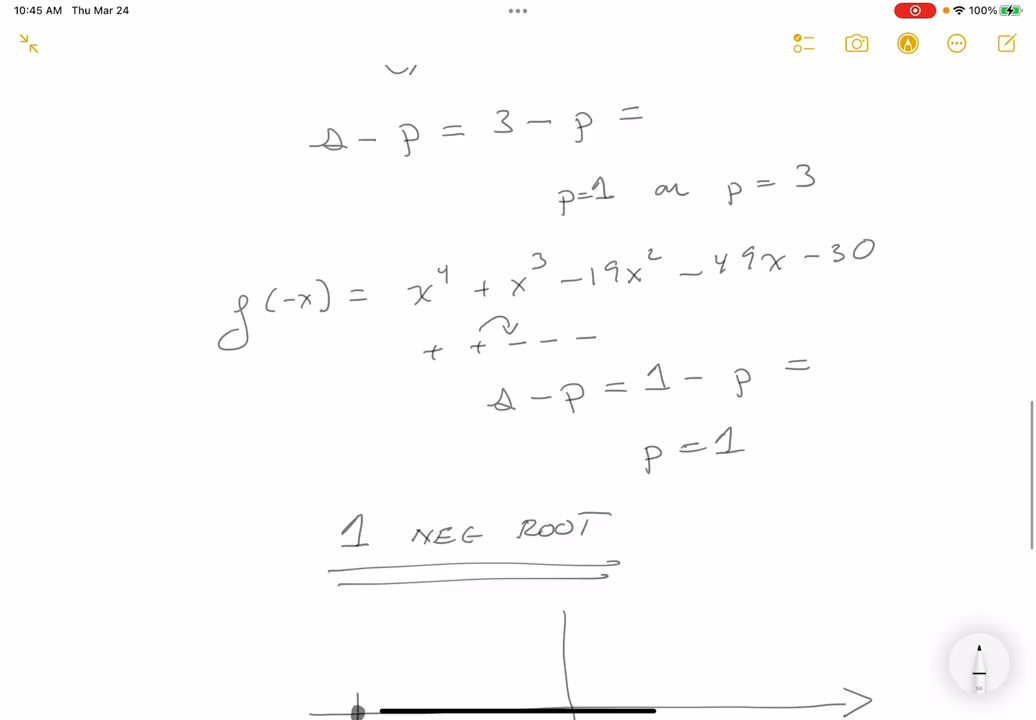 10:45 AM Thu Mar 24
100%
s - p = 3 - p =
p=1 or p = 3
f(-x) = x⁴ + x³ - 19x² - 49x - 30
+ + - - -
s - p = 1 - p =
p = 1
1 NEG ROOT
50